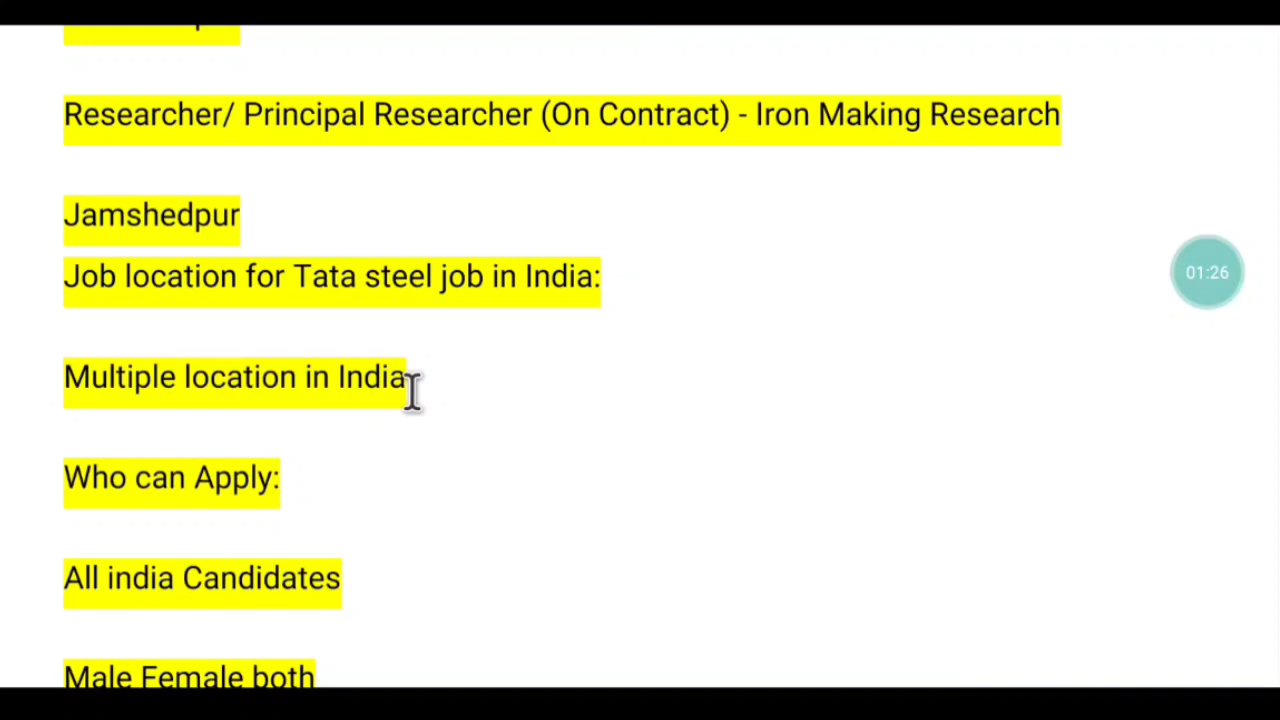 Researcher/ Principal Researcher (On Contract) - Iron Making Research
Jamshedpur
Job location for Tata steel job in India:
01:26
Multiple location in India
Who can Apply:
All india Candidates
Male Female both